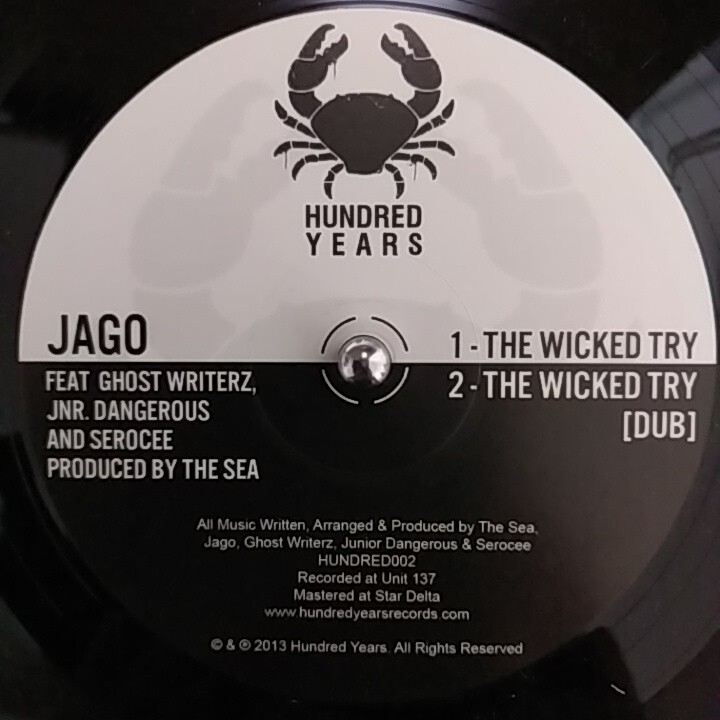 HUNDRED
YEARS
JAGO
FEAT GHOST WRITERZ,
JNR. DANGEROUS
AND SEROCEE
PRODUCED BY THE SEA
1 - THE WICKED TRY
2 - THE WICKED TRY
[DUB]
All Music Written, Arranged & Produced by The Sea,
Jago, Ghost Writerz, Junior Dangerous & Serocee
HUNDRED002
Recorded at Unit 137
Mastered at Star Delta
www.hundredyearsrecords.com
© & ℗ 2013 Hundred Years. All Rights Reserved